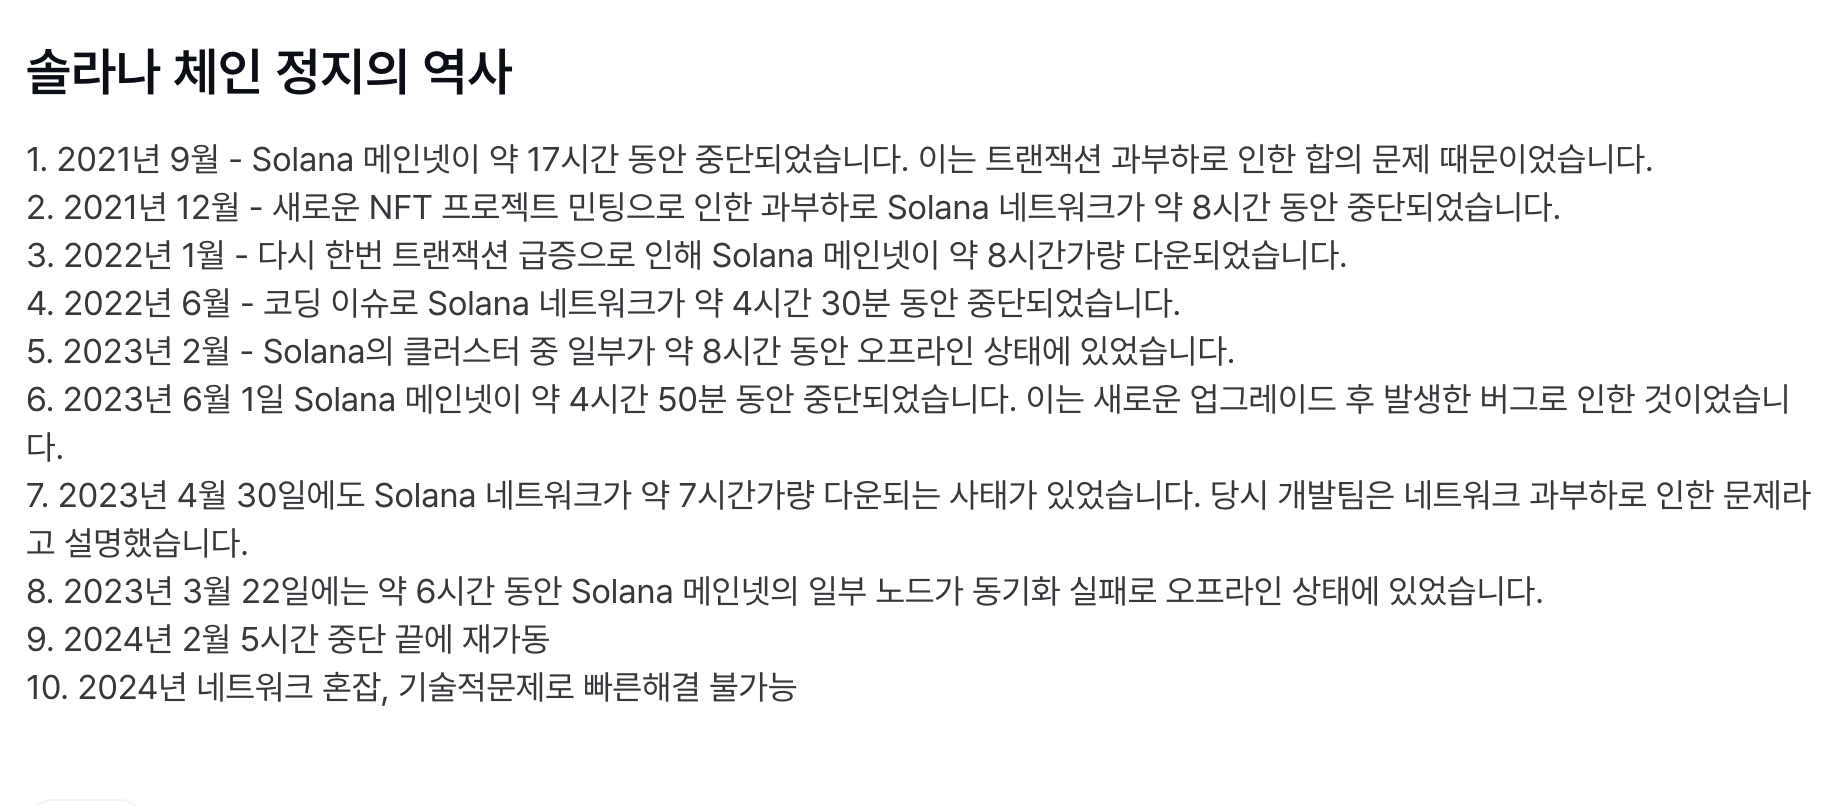 솔라나 체인 정지의 역사
1. 2021년 9월 - Solana 메인넷이 약 17시간 동안 중단되었습니다. 이는 트랜잭션 과부하로 인한 합의 문제 때문이었습니다.
2. 2021년 12월 - 새로운 NFT 프로젝트 민팅으로 인한 과부하로 Solana 네트워크가 약 8시간 동안 중단되었습니다.
3. 2022년 1월 - 다시 한번 트랜잭션 급증으로 인해 Solana 메인넷이 약 8시간가량 다운되었습니다.
4. 2022년 6월 - 코딩 이슈로 Solana 네트워크가 약 4시간 30분 동안 중단되었습니다.
5. 2023년 2월 - Solana의 클러스터 중 일부가 약 8시간 동안 오프라인 상태에 있었습니다.
6. 2023년 6월 1일 Solana 메인넷이 약 4시간 50분 동안 중단되었습니다. 이는 새로운 업그레이드 후 발생한 버그로 인한 것이었습니
다.
7. 2023년 4월 30일에도 Solana 네트워크가 약 7시간가량 다운되는 사태가 있었습니다. 당시 개발팀은 네트워크 과부하로 인한 문제라
고 설명했습니다.
8. 2023년 3월 22일에는 약 6시간 동안 Solana 메인넷의 일부 노드가 동기화 실패로 오프라인 상태에 있었습니다.
9. 2024년 2월 5시간 중단 끝에 재가동
10. 2024년 네트워크 혼잡, 기술적문제로 빠른해결 불가능